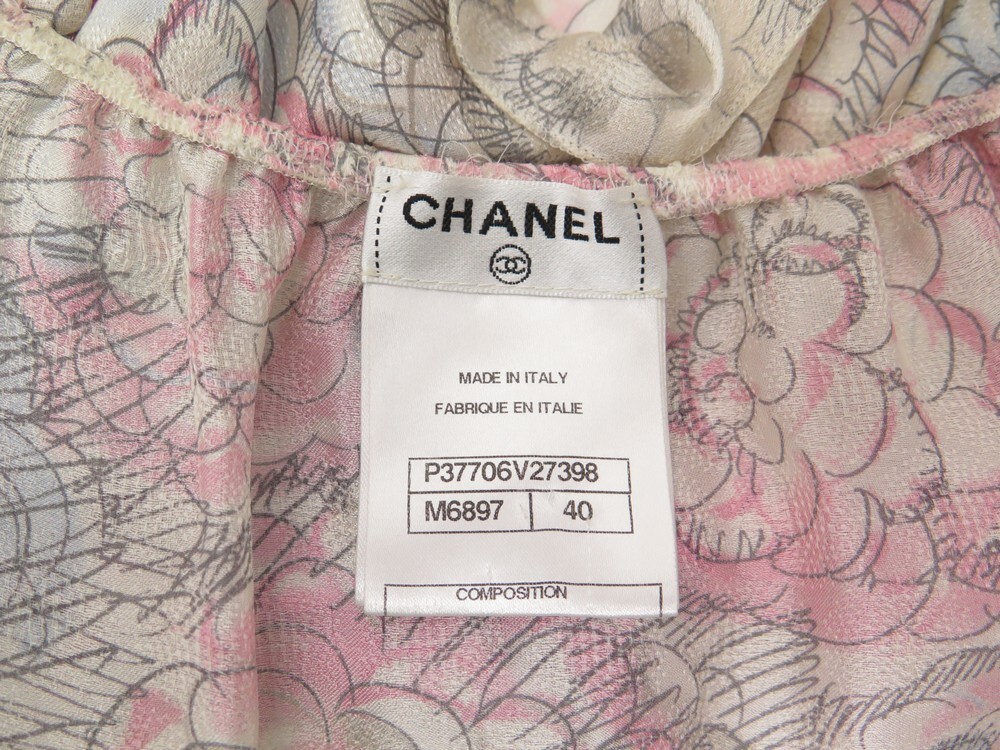 CHANEL
MADE IN ITALY
FABRIQUE EN ITALIE
P37706V27398
M6897 40
COMPOSITION